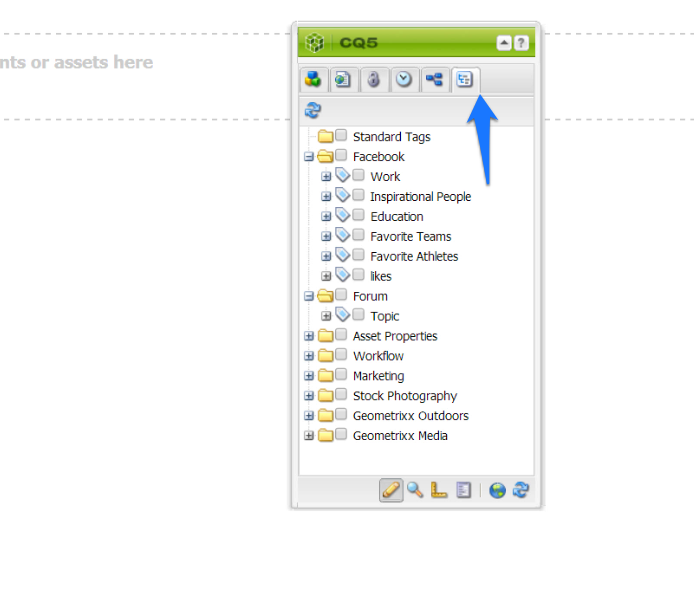 CQ5
?
nts or assets here
Standard Tags
Facebook
Work
Inspirational People
Education
Favorite Teams
Favorite Athletes
likes
Forum
Topic
Asset Properties
Workflow
Marketing
Stock Photography
Geometrixx Outdoors
Geometrixx Media